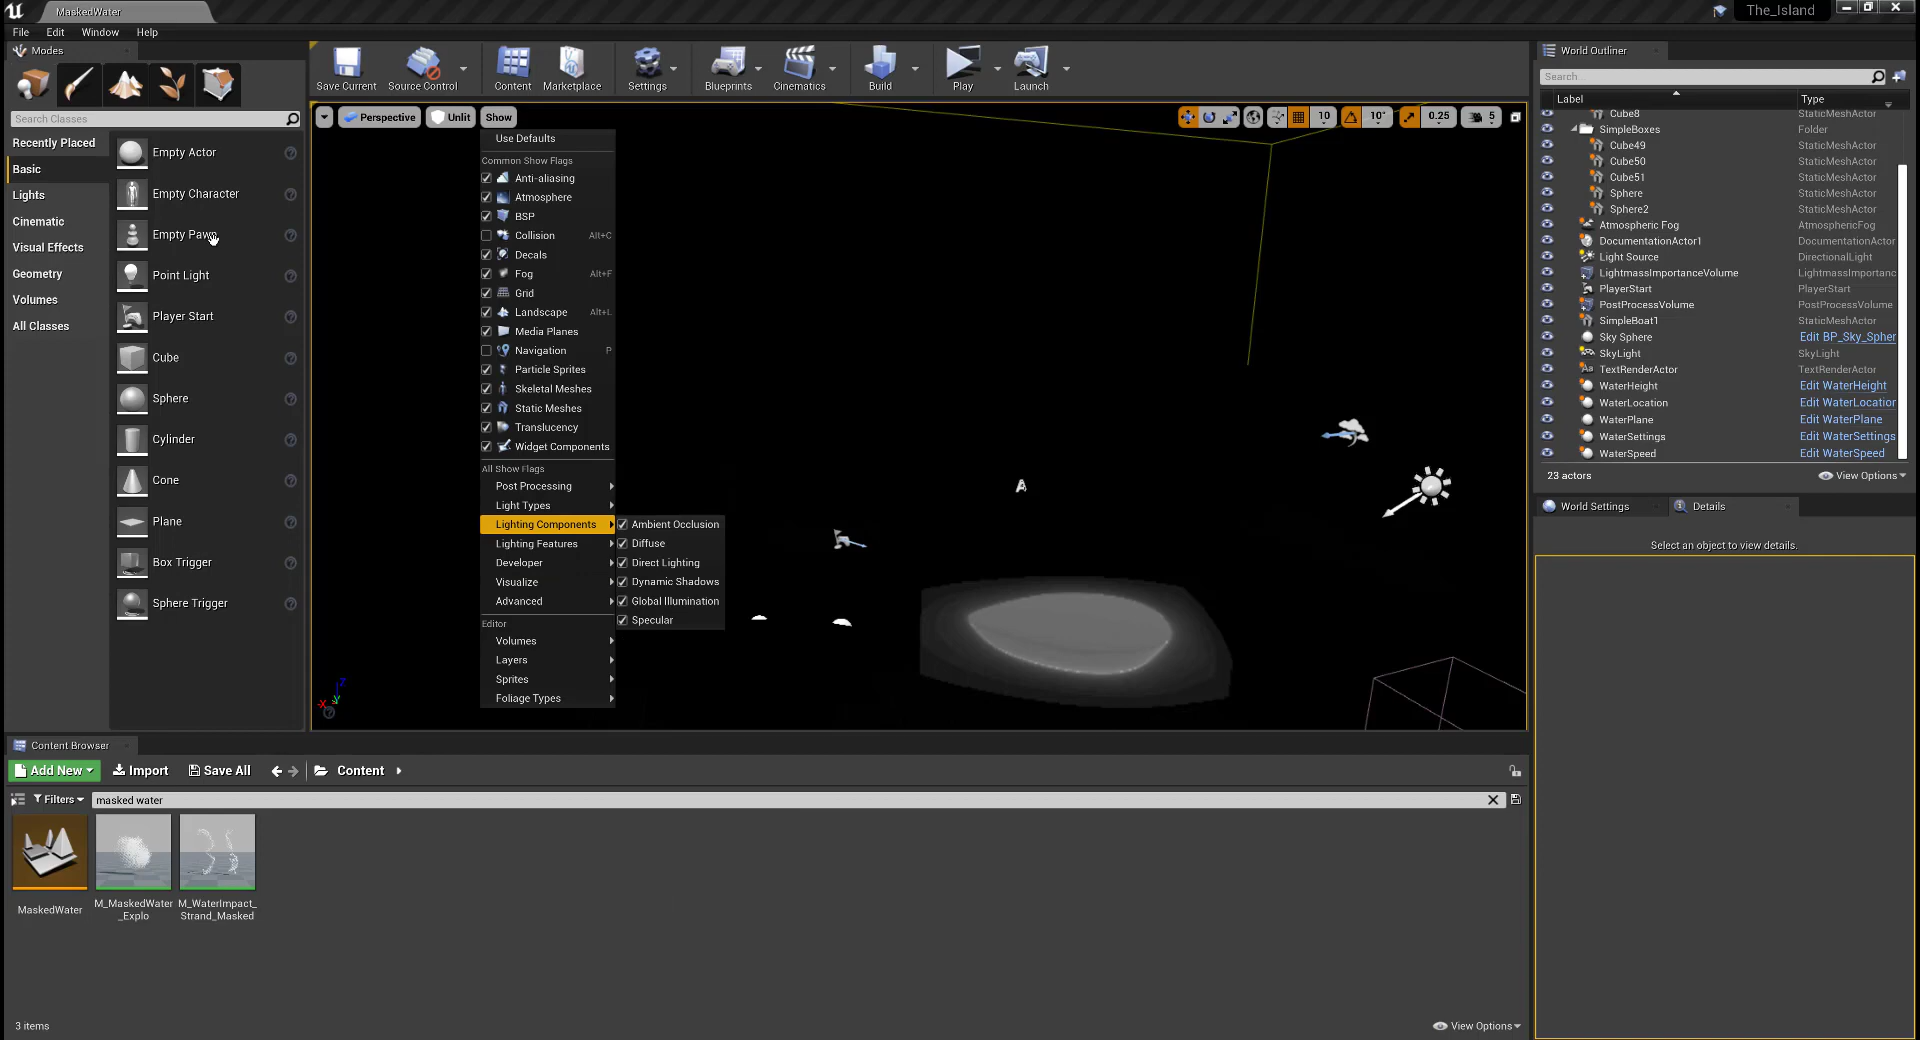 MaskedWater
The_Island
File Edit Window Help
Modes
Save Current
Source Control
Content
Marketplace
Settings
Blueprints
Cinematics
Build
Play
Launch
Search Classes
Recently Placed
Basic
Lights
Cinematic
Visual Effects
Geometry
Volumes
All Classes
Empty Actor
Empty Character
Empty Pawn
Point Light
Player Start
Cube
Sphere
Cylinder
Cone
Plane
Box Trigger
Sphere Trigger
Perspective
Unlit
Show
10
10°
0.25
5
Use Defaults
Common Show Flags
Anti-aliasing
Atmosphere
BSP
Collision Alt+C
Decals
Fog Alt+F
Grid
Landscape Alt+L
Media Planes
Navigation P
Particle Sprites
Skeletal Meshes
Static Meshes
Translucency
Widget Components
All Show Flags
Post Processing
Light Types
Lighting Components
Lighting Features
Developer
Visualize
Advanced
Editor
Volumes
Layers
Sprites
Foliage Types
Ambient Occlusion
Diffuse
Direct Lighting
Dynamic Shadows
Global Illumination
Specular
Z
X
Y
World Outliner
Search...
Label Type
Cube8 StaticMeshActor
SimpleBoxes Folder
Cube49 StaticMeshActor
Cube50 StaticMeshActor
Cube51 StaticMeshActor
Sphere StaticMeshActor
Sphere2 StaticMeshActor
Atmospheric Fog AtmosphericFog
DocumentationActor1 DocumentationActor
Light Source DirectionalLight
LightmassImportanceVolume LightmassImportanc
PlayerStart PlayerStart
PostProcessVolume PostProcessVolume
SimpleBoat1 StaticMeshActor
Sky Sphere Edit BP_Sky_Spher
SkyLight SkyLight
TextRenderActor TextRenderActor
WaterHeight Edit WaterHeight
WaterLocation Edit WaterLocation
WaterPlane Edit WaterPlane
WaterSettings Edit WaterSettings
WaterSpeed Edit WaterSpeed
23 actors View Options
World Settings Details
Select an object to view details.
Content Browser
Add New Import Save All Content
Filters masked water
MaskedWater
M_MaskedWater
_Explo
M_WaterImpact_
Strand_Masked
3 items View Options